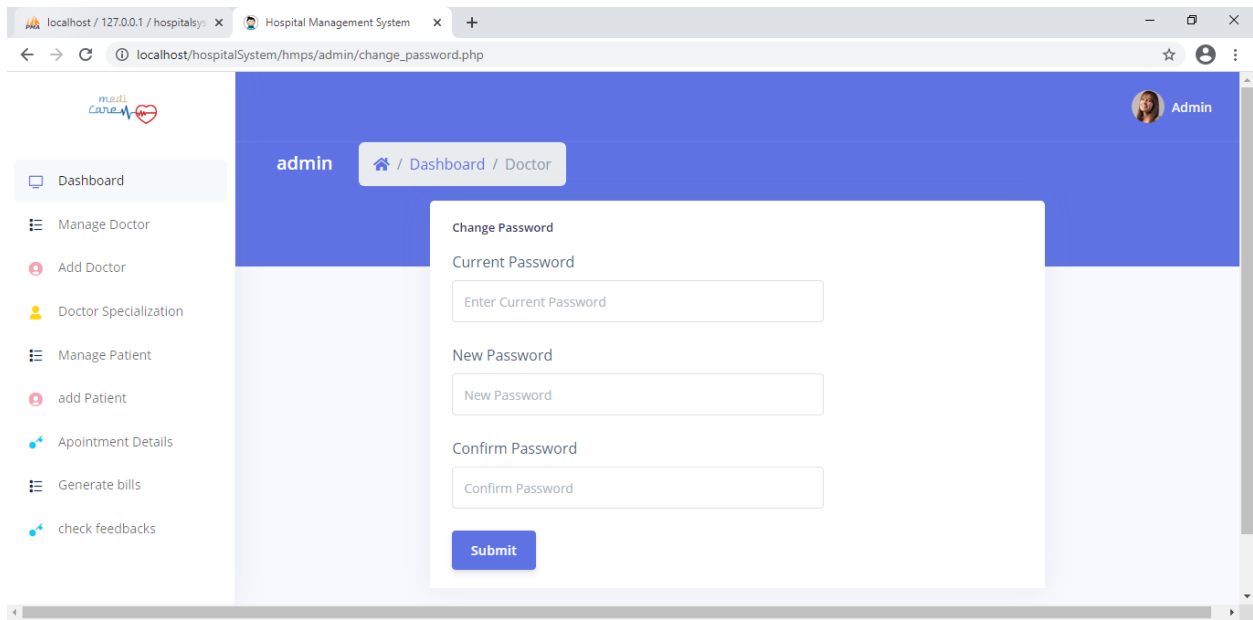 localhost / 127.0.0.1 / hospitalsys
Hospital Management System
localhost/hospitalSystem/hmps/admin/change_password.php
medi
Care
Admin
admin
/ Dashboard / Doctor
Dashboard
Manage Doctor
Add Doctor
Doctor Specialization
Manage Patient
add Patient
Apointment Details
Generate bills
check feedbacks
Change Password
Current Password
Enter Current Password
New Password
New Password
Confirm Password
Confirm Password
Submit